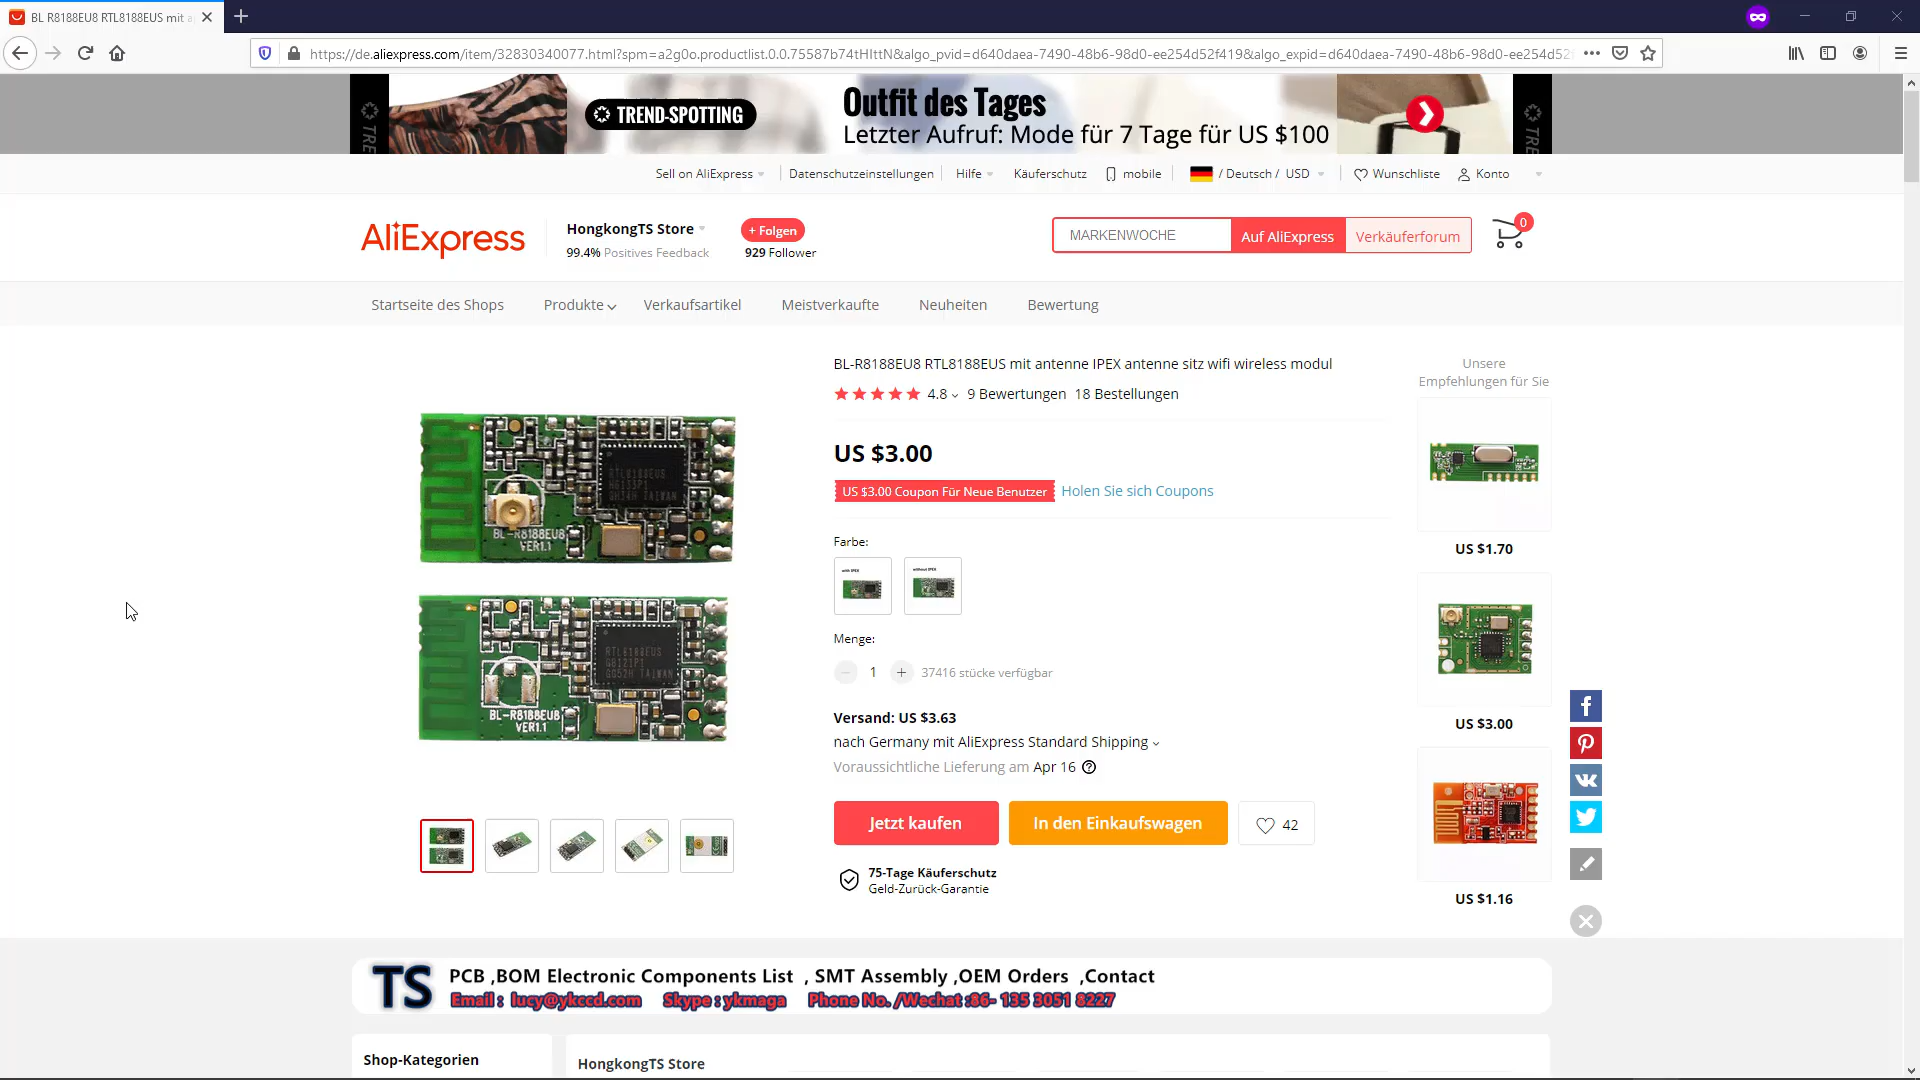 BL R8188EU8 RTL8188EUS mit a
https://de.aliexpress.com/item/32830340077.html?spm=a2g0o.productlist.0.0.75587b74tHIttN&algo_pvid=d640daea-7490-48b6-98d0-ee254d52f419&algo_expid=d640daea-7490-48b6-98d0-ee254d52
TREND-SPOTTING
Outfit des Tages
Letzter Aufruf: Mode für 7 Tage für US $100
TRE
TRE
Sell on AliExpress
Datenschutzeinstellungen
Hilfe
Käuferschutz
mobile
/ Deutsch / USD
Wunschliste
Konto
AliExpress
HongkongTS Store
99.4% Positives Feedback
+ Folgen
929 Follower
MARKENWOCHE
Auf AliExpress
Verkäuferforum
0
Startseite des Shops
Produkte
Verkaufsartikel
Meistverkaufte
Neuheiten
Bewertung
BL-R8188EU8 RTL8188EUS mit antenne IPEX antenne sitz wifi wireless modul
4.8
9 Bewertungen
18 Bestellungen
US $3.00
US $3.00 Coupon Für Neue Benutzer
Holen Sie sich Coupons
Farbe:
with IPEX
without IPEX
Menge:
1
37416 stücke verfügbar
Versand: US $3.63
nach Germany mit AliExpress Standard Shipping
Voraussichtliche Lieferung am Apr 16
Jetzt kaufen
In den Einkaufswagen
42
75-Tage Käuferschutz
Geld-Zurück-Garantie
RTL8188EUS
BL-R8188EU8
VER1.1
RTL8188EUS
BL-R8188EU8
VER1.1
Unsere
Empfehlungen für Sie
US $1.70
US $3.00
US $1.16
TS
PCB ,BOM Electronic Components List , SMT Assembly ,OEM Orders ,Contact
Email : lucy@ykccd.com Skype : ykmaga Phone No. /Wechat :86- 135 3051 8227
Shop-Kategorien
HongkongTS Store